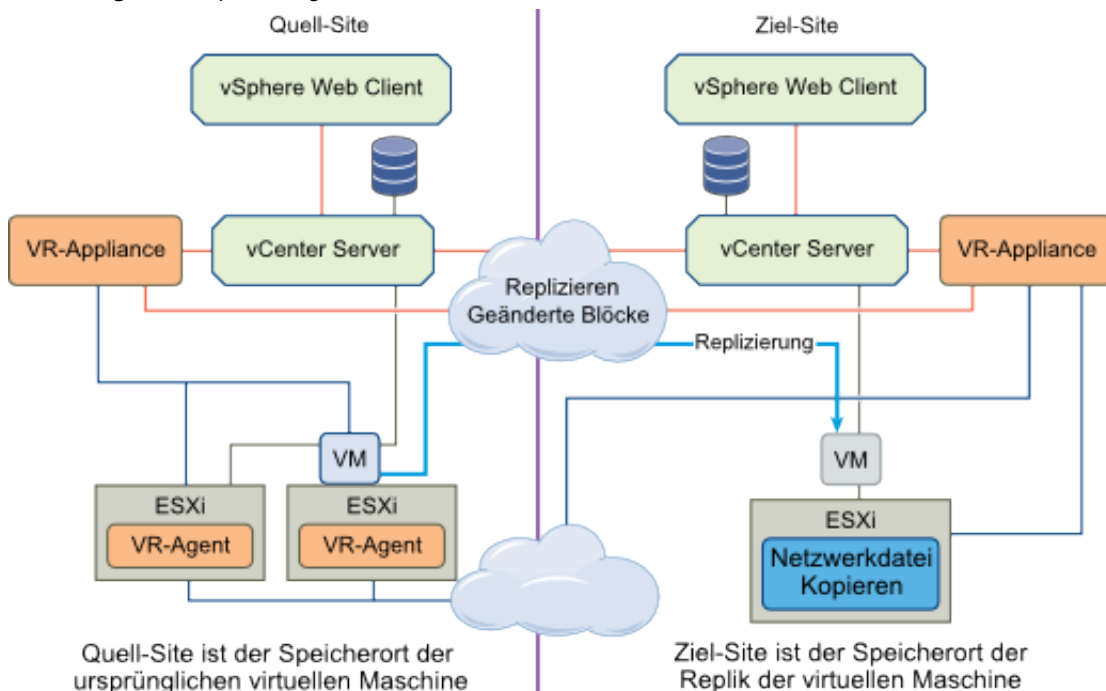 Quell-Site
Ziel-Site
vSphere Web Client
vSphere Web Client
VR-Appliance
vCenter Server
vCenter Server
VR-Appliance
Replizieren
Geänderte Blöcke
Replizierung
VM
VM
ESXi
VR-Agent
ESXi
VR-Agent
ESXi
Netzwerkdatei
Kopieren
Quell-Site ist der Speicherort der
ursprünglichen virtuellen Maschine
Ziel-Site ist der Speicherort der
Replik der virtuellen Maschine